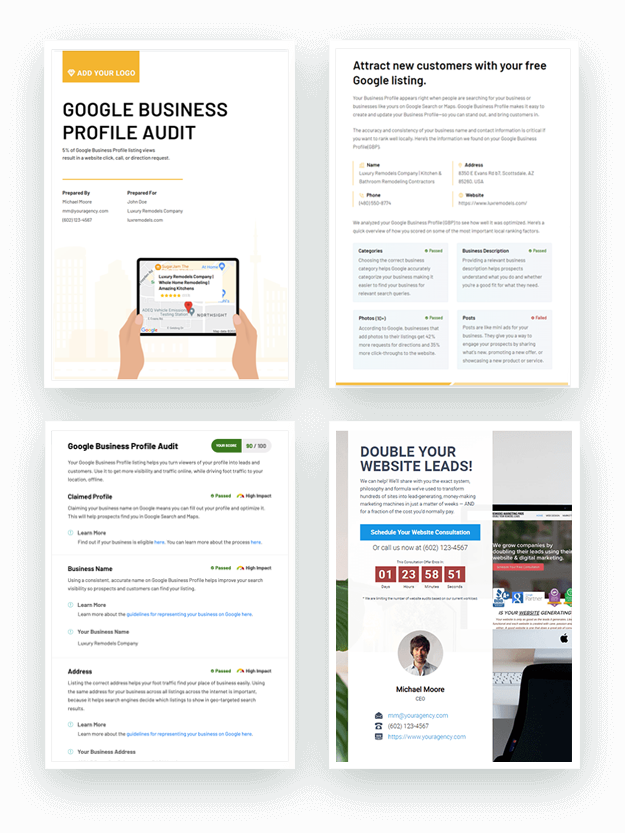 ADD YOUR LOGO
GOOGLE BUSINESS
PROFILE AUDIT
5% of Google Business Profile listing views
result in a website click, call, or direction request.
Prepared By
Michael Moore
mm@youragency.com
(602) 123-4567
Prepared For
John Doe
Luxury Remodels Company
luxremodels.com
SugarJam The
Luxury Remodels Company |
Whole Home Remodeling |
Amazing Kitchens
ADEQ Vehicle Emissions
Testing Station
NORTHSIGHT
Google
Attract new customers with your free
Google listing.
Your Business Profile appears right when people are searching for your business or
businesses like yours on Google Search or Maps. Google Business Profile makes it easy to
create and update your Business Profile—so you can stand out, and bring customers in.
The accuracy and consistency of your business name and contact information is critical if
you want to rank well locally. Here's the information we found on your Google Business
Profile(GBP).
Name
Luxury Remodels Company | Kitchen &
Bathroom Remodeling Contractors
Address
8350 E Evans Rd #7, Scottsdale, AZ
85260, USA
Phone
(480) 550-9774
Website
https://www.luxremodels.com/
We analyzed your Google Business Profile(GBP) to see how well it was optimized. Here's a
quick overview of how you scored on some of the most important local ranking factors.
Categories
Passed
Choosing the correct business
category helps Google accurately
categorize your business making it
easier to find your business for
relevant search queries.
Business Description
Passed
Providing a relevant business
description helps prospects
understand what you do and whether
you're a good fit for what they need.
Photos (10+)
Passed
According to Google, businesses that
add photos to their listings get 42%
more requests for directions and 35%
more click-throughs to the website.
Posts
Failed
Posts are like mini ads for your
business. They give you a way to
engage your prospects by sharing
what's new, promoting a new offer, or
showcasing a new product or service.
Google Business Profile Audit
YOUR SCORE
80 / 100
Your Google Business Profile listing helps you turn viewers of your profile into leads and
customers. Use it to get more visibility and traffic online, while driving foot traffic to your
location, offline.
Claimed Profile
Passed
High Impact
Claiming your business name on Google means you can fill out your profile and optimize it.
This will help prospects find you in Google Search and Maps.
Learn More
Find out if your business is eligible here. You can learn more about the process here.
Business Name
Passed
High Impact
Using a consistent, accurate name on Google Business Profile helps improve your search
visibility so prospects and customers can find your listing.
Learn More
Learn more about the guidelines for representing your business on Google here.
Your Business Name
Luxury Remodels Company
Address
Passed
High Impact
Listing the correct address helps your foot traffic find your place of business easily. Using
the same address for your business across all listings across the internet is important,
because it helps search engines decide which listings to show in geo-targeted search
results.
Learn More
Learn more about the guidelines for representing your business on Google here.
Your Business Address
DOUBLE YOUR
WEBSITE LEADS!
We can help! We'll share with you the exact system,
philosophy and formula we've used to transform
hundreds of sites into lead-generating, money-making
marketing machines in just a matter of weeks – AND
for a fraction of the cost you'd normally pay.
Schedule Your Website Consultation
Or call us now at (602) 123-4567
This Consultation Offer Ends In:
01 23 58 51
Days Hours Minutes Seconds
* We are limiting the number of website audits based on our current workload.
Michael Moore
CEO
mm@youragency.com
(602) 123-4567
https://www.youragency.com
We grow companies by
doubling their leads using their
website & digital marketing.
Google
Partner
IS YOUR WEBSITE GENERATING